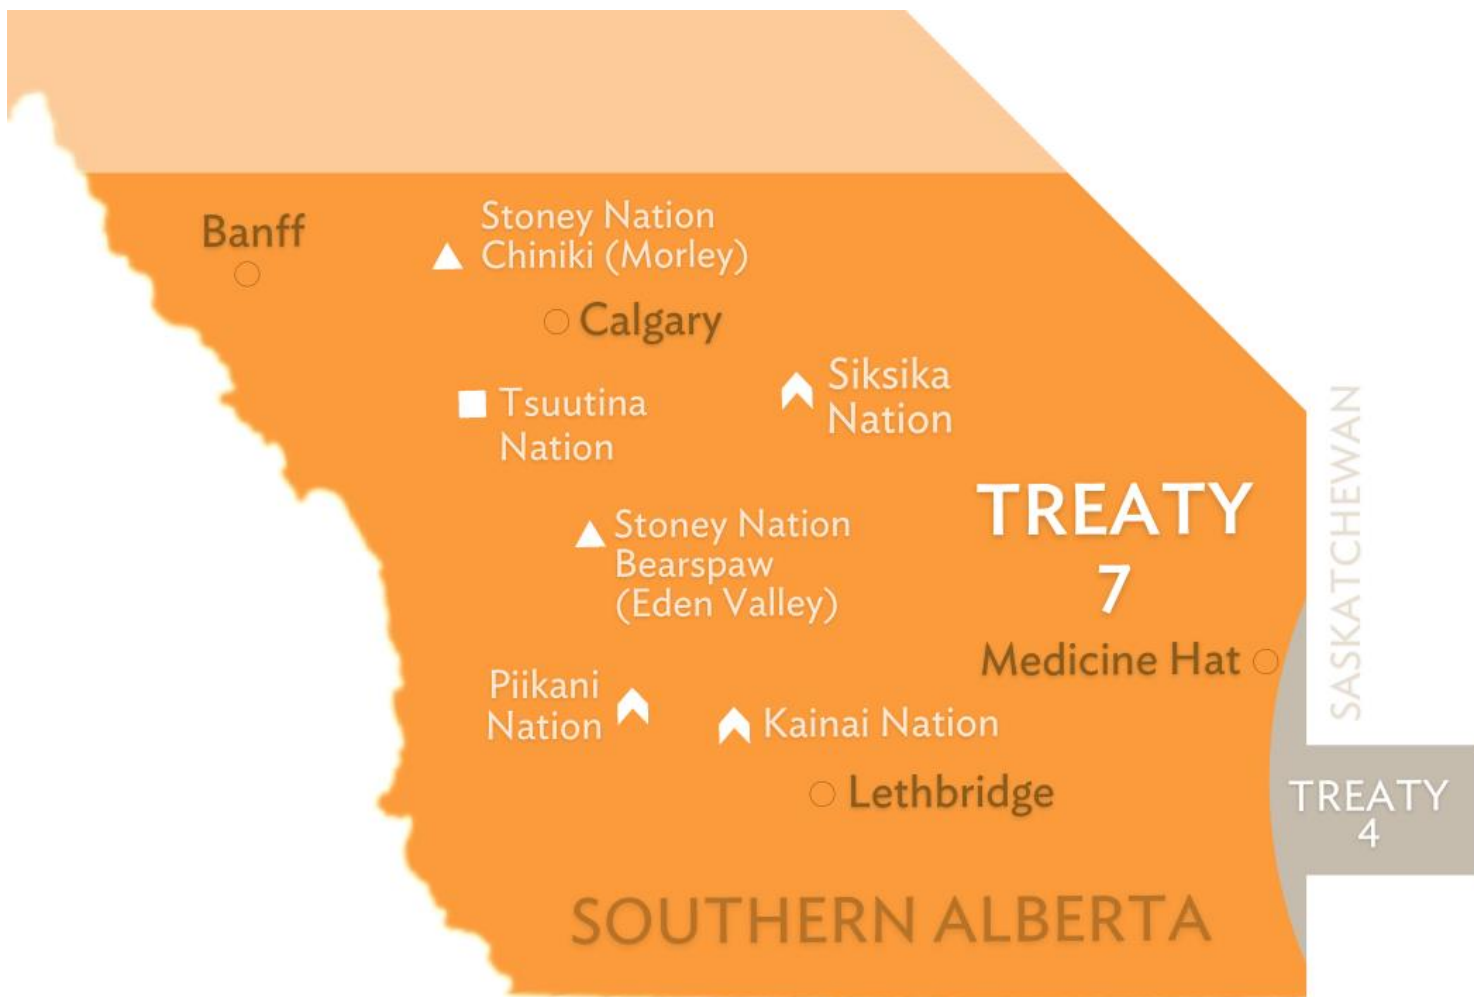 Banff
Stoney Nation
Chiniki (Morley)
Calgary
Tsuutina
Nation
Siksika
Nation
TREATY
7
Stoney Nation
Bearspaw
(Eden Valley)
SASKATCHEWAN
Medicine Hat
Piikani
Nation
Kainai Nation
Lethbridge
TREATY
4
SOUTHERN ALBERTA